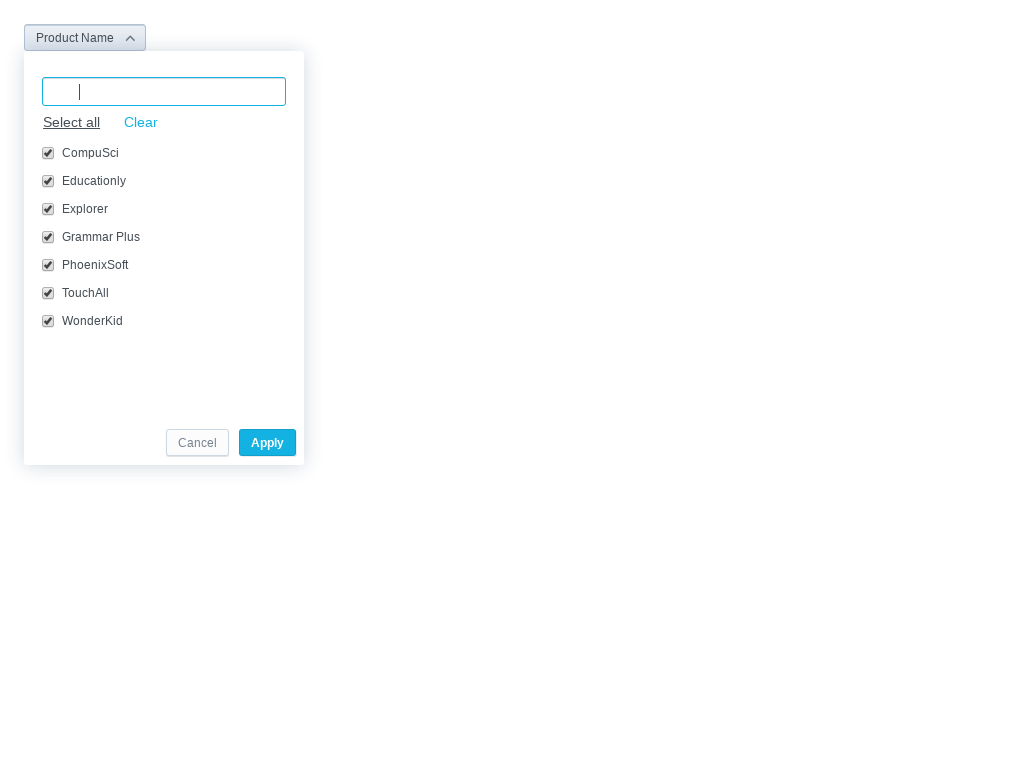 Product Name
Select all Clear
CompuSci
Educationly
Explorer
Grammar Plus
PhoenixSoft
TouchAll
WonderKid
Cancel Apply